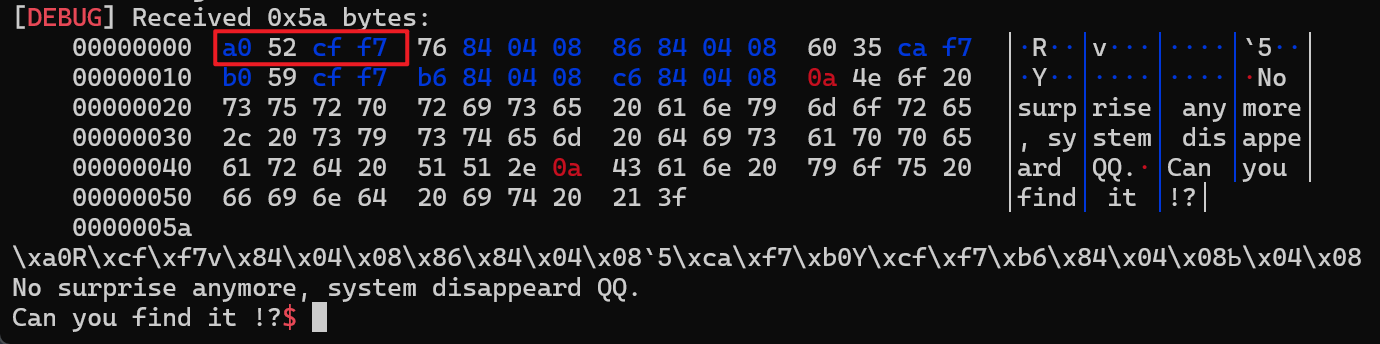 [DEBUG] Received 0x5a bytes:
00000000  a0 52 cf f7  76 84 04 08  86 84 04 08  60 35 ca f7  │·R··│v···│····│`5··│
00000010  b0 59 cf f7  b6 84 04 08  c6 84 04 08  0a 4e 6f 20  │·Y··│····│····│·No │
00000020  73 75 72 70  72 69 73 65  20 61 6e 79  6d 6f 72 65  │surp│rise│ any│more│
00000030  2c 20 73 79  73 74 65 6d  20 64 69 73  61 70 70 65  │, sy│stem│ dis│appe│
00000040  61 72 64 20  51 51 2e 0a  43 61 6e 20  79 6f 75 20  │ard │QQ.·│Can │you │
00000050  66 69 6e 64  20 69 74 20  21 3f                     │find│ it │!?│
0000005a
\xa0R\xcf\xf7v\x84\x04\x08\x86\x84\x04\x08`5\xca\xf7\xb0Y\xcf\xf7\xb6\x84\x04\x08Ƅ\x04\x08
No surprise anymore, system disappeard QQ.
Can you find it !?$